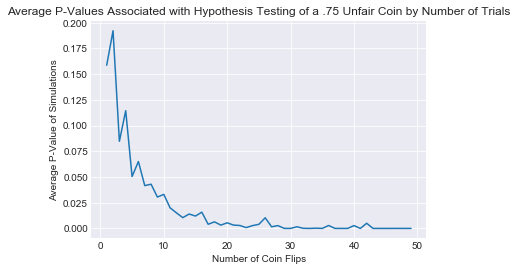 Average P-Values Associated with Hypothesis Testing of a .75 Unfair Coin by Number of Trials
0.200
0.175
0.150
0.125
0.100
0.075
0.050
0.025
0.000
Average P-Value of Simulations
0 10 20 30 40 50
Number of Coin Flips